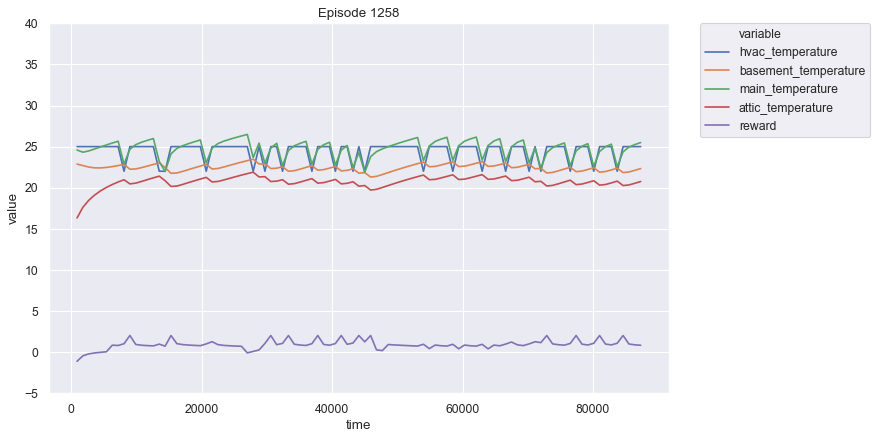 Episode 1258
variable
hvac_temperature
basement_temperature
main_temperature
attic_temperature
reward
value
40
35
30
25
20
15
10
5
0
−5
0 20000 40000 60000 80000
time